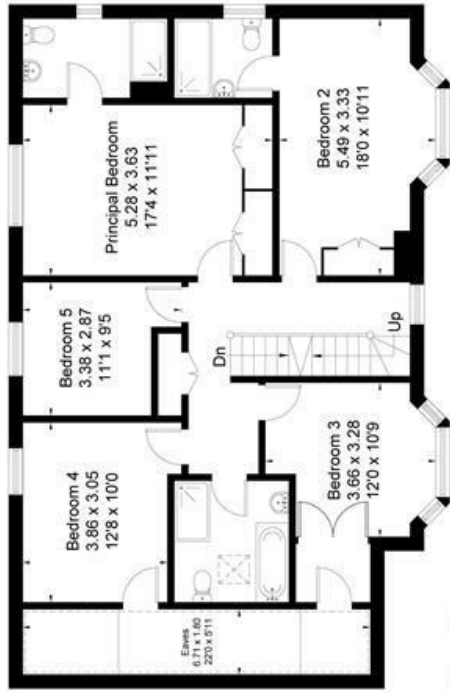 Principal Bedroom
5.28 x 3.63
17'4 x 11'11
Bedroom 2
5.49 x 3.33
18'0 x 10'11
Bedroom 5
3.38 x 2.87
11'1 x 9'5
Dn
Up
Bedroom 4
3.86 x 3.05
12'8 x 10'0
Bedroom 3
3.66 x 3.28
12'0 x 10'9
Eaves
6.71 x 1.80
22'0 x 5'11